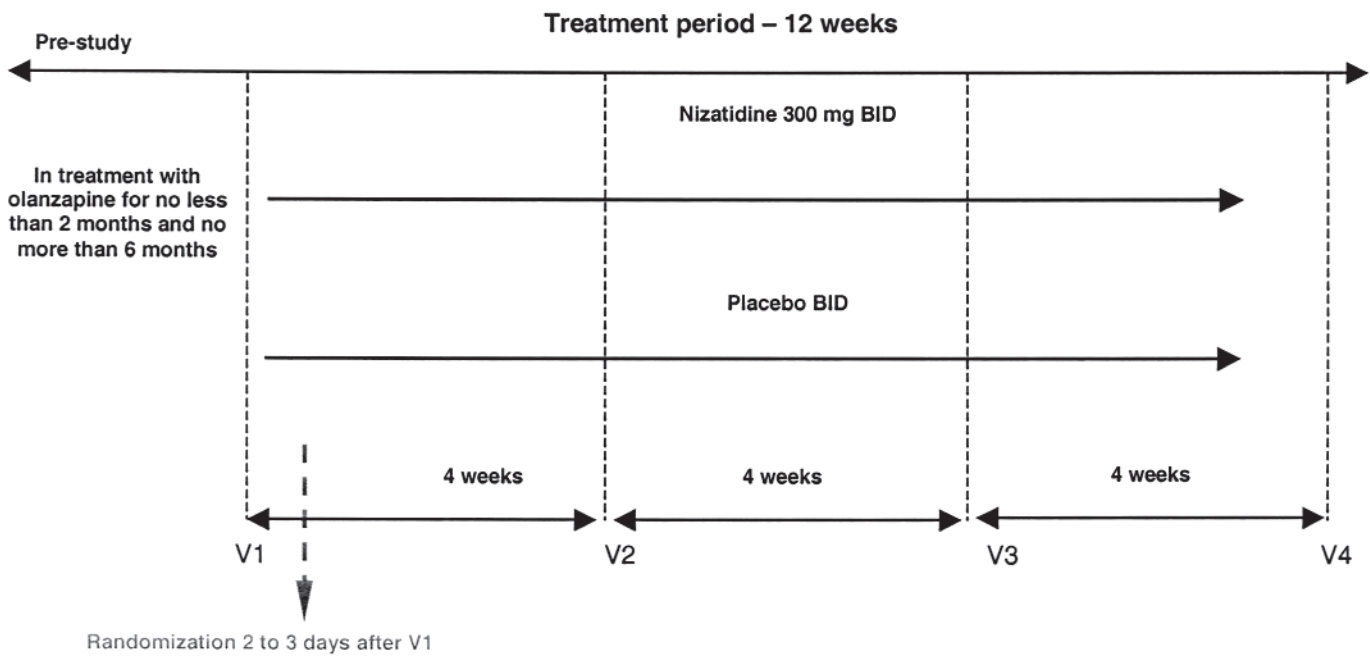 Treatment period – 12 weeks
Pre-study
Nizatidine 300 mg BID
In treatment with
olanzapine for no less
than 2 months and no
more than 6 months
Placebo BID
4 weeks
4 weeks
4 weeks
V1
V2
V3
V4
Randomization 2 to 3 days after V1